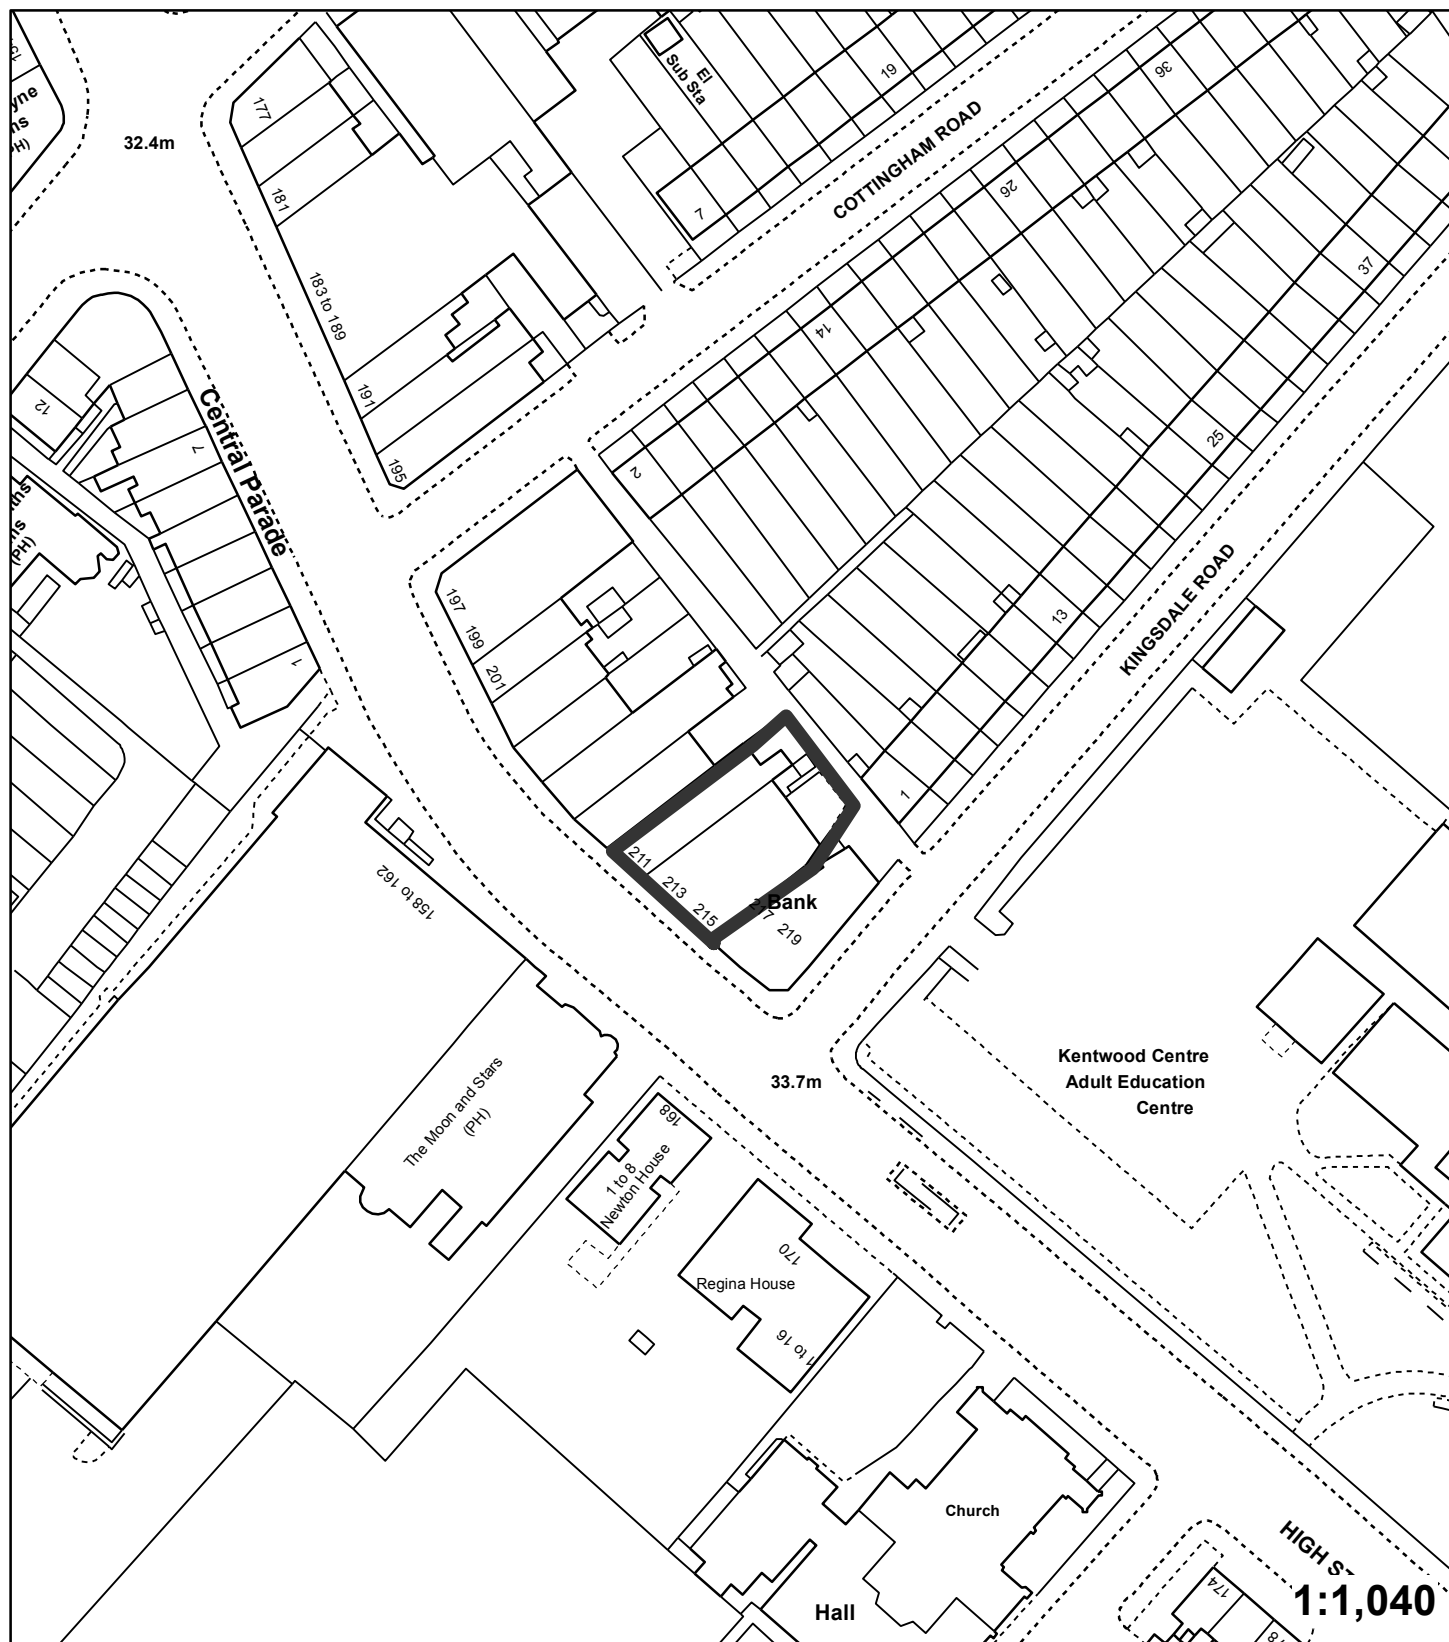 177
32.4m
181
183 to 189
191
195
El
Sub Sta
19
7
COTTINGHAM ROAD
36
26
14
2
37
25
13
1
KINGSDALE ROAD
12
7
Central Parade
1
(PH)
197
199
201
211
213
215
219
Bank
158 to 162
The Moon and Stars
(PH)
33.7m
Kentwood Centre
Adult Education
Centre
168
1 to 8
Newton House
170
Regina House
1 to 16
Church
Hall
HIGH
174
1:1,040